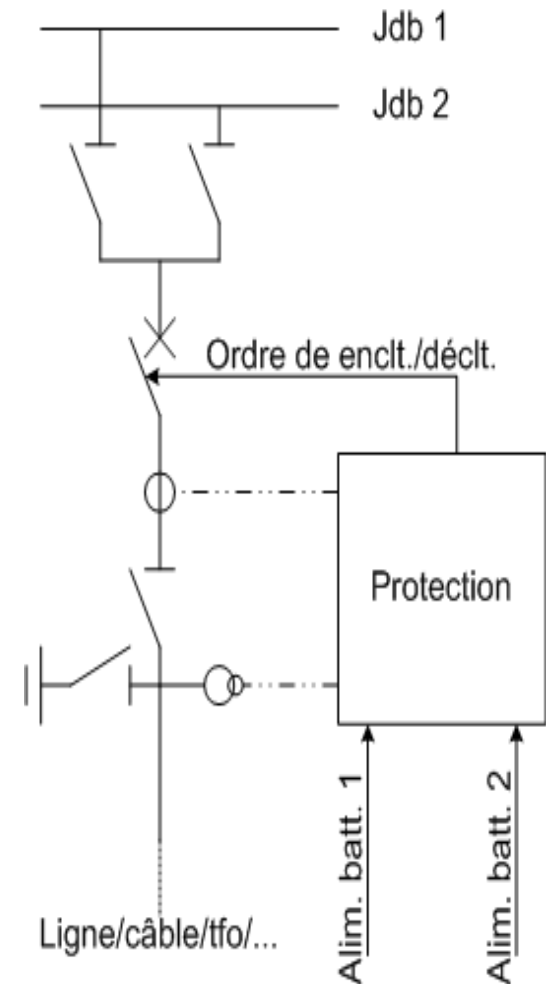 Jdb 1
Jdb 2
Ordre de enclt./déclt.
Protection
Alim. batt. 1
Alim. batt. 2
Ligne/câble/tfo/...